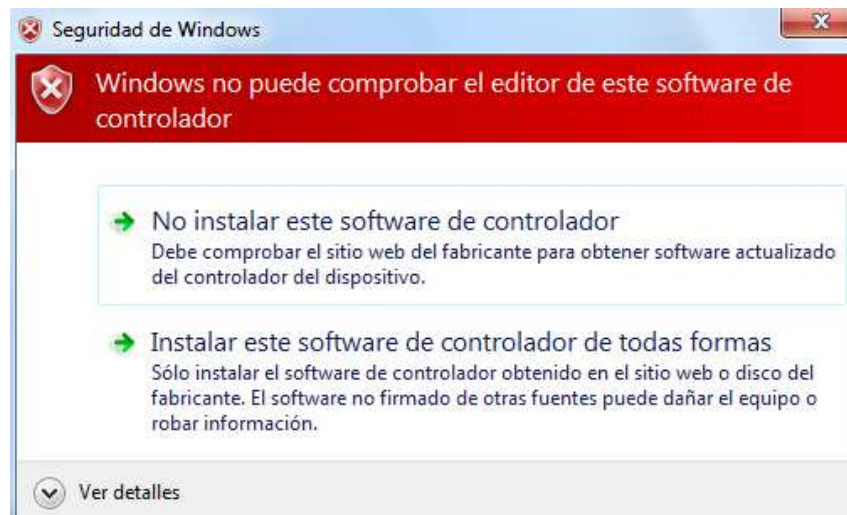 Seguridad de Windows
Windows no puede comprobar el editor de este software de
controlador
No instalar este software de controlador
Debe comprobar el sitio web del fabricante para obtener software actualizado
del controlador del dispositivo.
Instalar este software de controlador de todas formas
Sólo instalar el software de controlador obtenido en el sitio web o disco del
fabricante. El software no firmado de otras fuentes puede dañar el equipo o
robar información.
Ver detalles